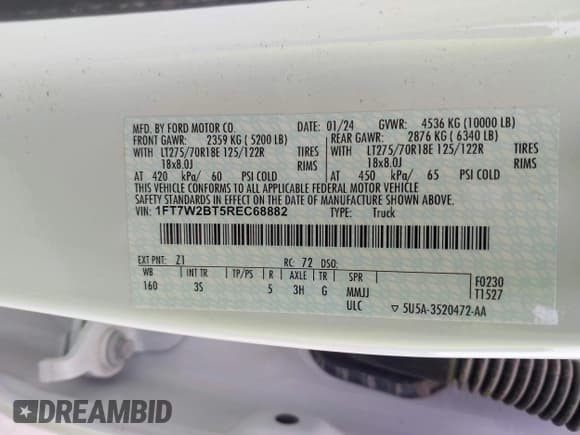 MFD. BY FORD MOTOR CO. 01/24 GVWR: 4536 KG (10000 LB)
FRONT GAWR: 2359 KG ( 5200 LB) REAR GAWR: 2876 KG ( 6340 LB)
WITH LT275/70R18E 125/122R TIRES WITH LT275/70R18E 125/122R TIRES
18x8.0J RIMS 18x8.0J RIMS
AT 420 kPa/ 60 PSI COLD AT 450 kPa/ 65 PSI COLD
THIS VEHICLE CONFORMS TO ALL APPLICABLE FEDERAL MOTOR VEHICLE
SAFETY STANDARDS IN EFFECT ON THE DATE OF MANUFACTURE SHOWN ABOVE.
VIN: 1FT7W2BT5REC68882 TYPE: Truck
EXT PNT: Z1 RC: 72 DSO:
WB INT TR TP/PS R AXLE TR SPR F0230
160 3S 5 3H G MMJJ T1527
ULC ▽ 5U5A-3520472-AA
DREAMBID